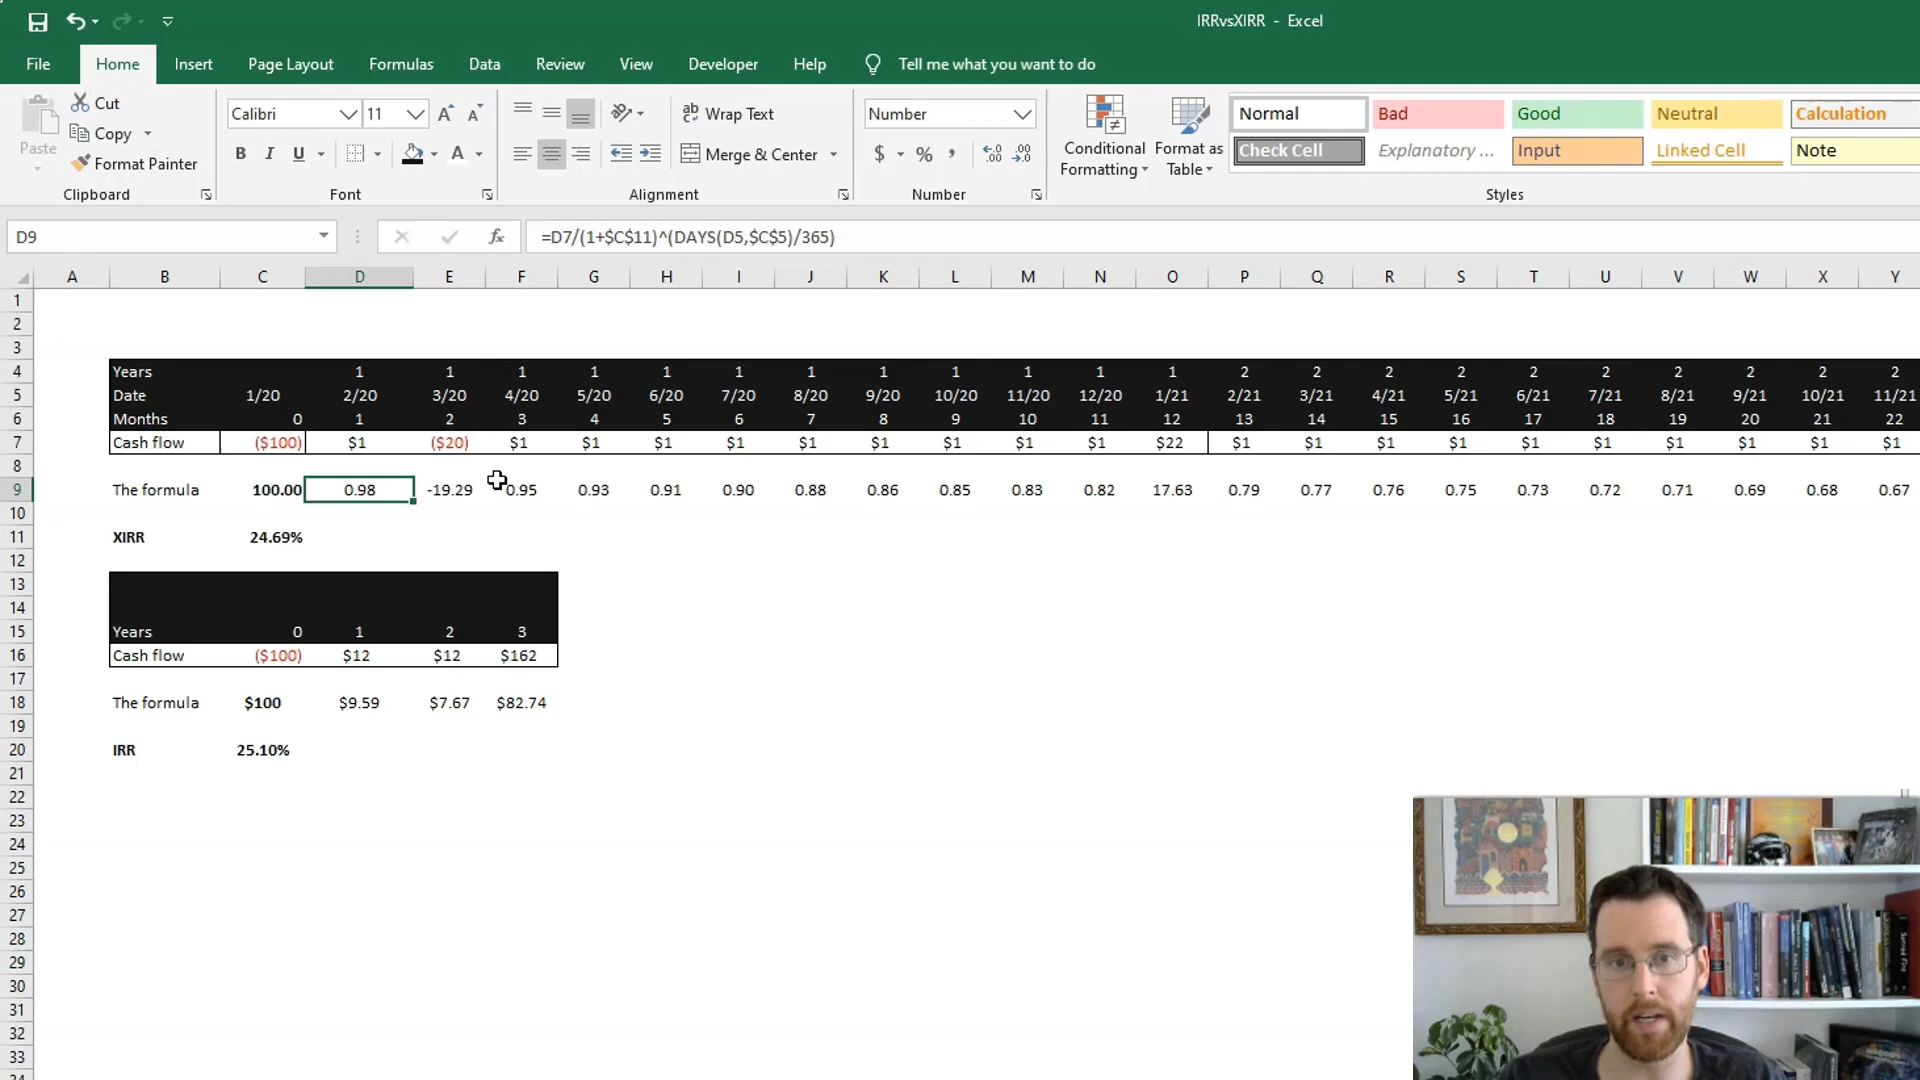 IRRvsXIRR - Excel
File Home Insert Page Layout Formulas Data Review View Developer Help Tell me what you want to do
Paste
Cut
Copy
Format Painter
Clipboard
Calibri 11
B I U
Font
Wrap Text
Merge & Center
Alignment
Number
$ % ,
Number
Conditional Formatting
Format as Table
Normal Bad Good Neutral Calculation
Check Cell Explanatory ... Input Linked Cell Note
Styles
D9 fx =D7/(1+$C$11)^(DAYS(D5,$C$5)/365)
A B C D E F G H I J K L M N O P Q R S T U V W X Y
1
2
3
4 Years 1 1 1 1 1 1 1 1 1 1 1 1 2 2 2 2 2 2 2 2 2 2
5 Date 1/20 2/20 3/20 4/20 5/20 6/20 7/20 8/20 9/20 10/20 11/20 12/20 1/21 2/21 3/21 4/21 5/21 6/21 7/21 8/21 9/21 10/21 11/21
6 Months 0 1 2 3 4 5 6 7 8 9 10 11 12 13 14 15 16 17 18 19 20 21 22
7 Cash flow ($100) $1 ($20) $1 $1 $1 $1 $1 $1 $1 $1 $1 $22 $1 $1 $1 $1 $1 $1 $1 $1 $1 $1
8
9 The formula 100.00 0.98 -19.29 0.95 0.93 0.91 0.90 0.88 0.86 0.85 0.83 0.82 17.63 0.79 0.77 0.76 0.75 0.73 0.72 0.71 0.69 0.68 0.67
10
11 XIRR 24.69%
12
13
14
15 Years 0 1 2 3
16 Cash flow ($100) $12 $12 $162
17
18 The formula $100 $9.59 $7.67 $82.74
19
20 IRR 25.10%
21
22
23
24
25
26
27
28
29
30
31
32
33